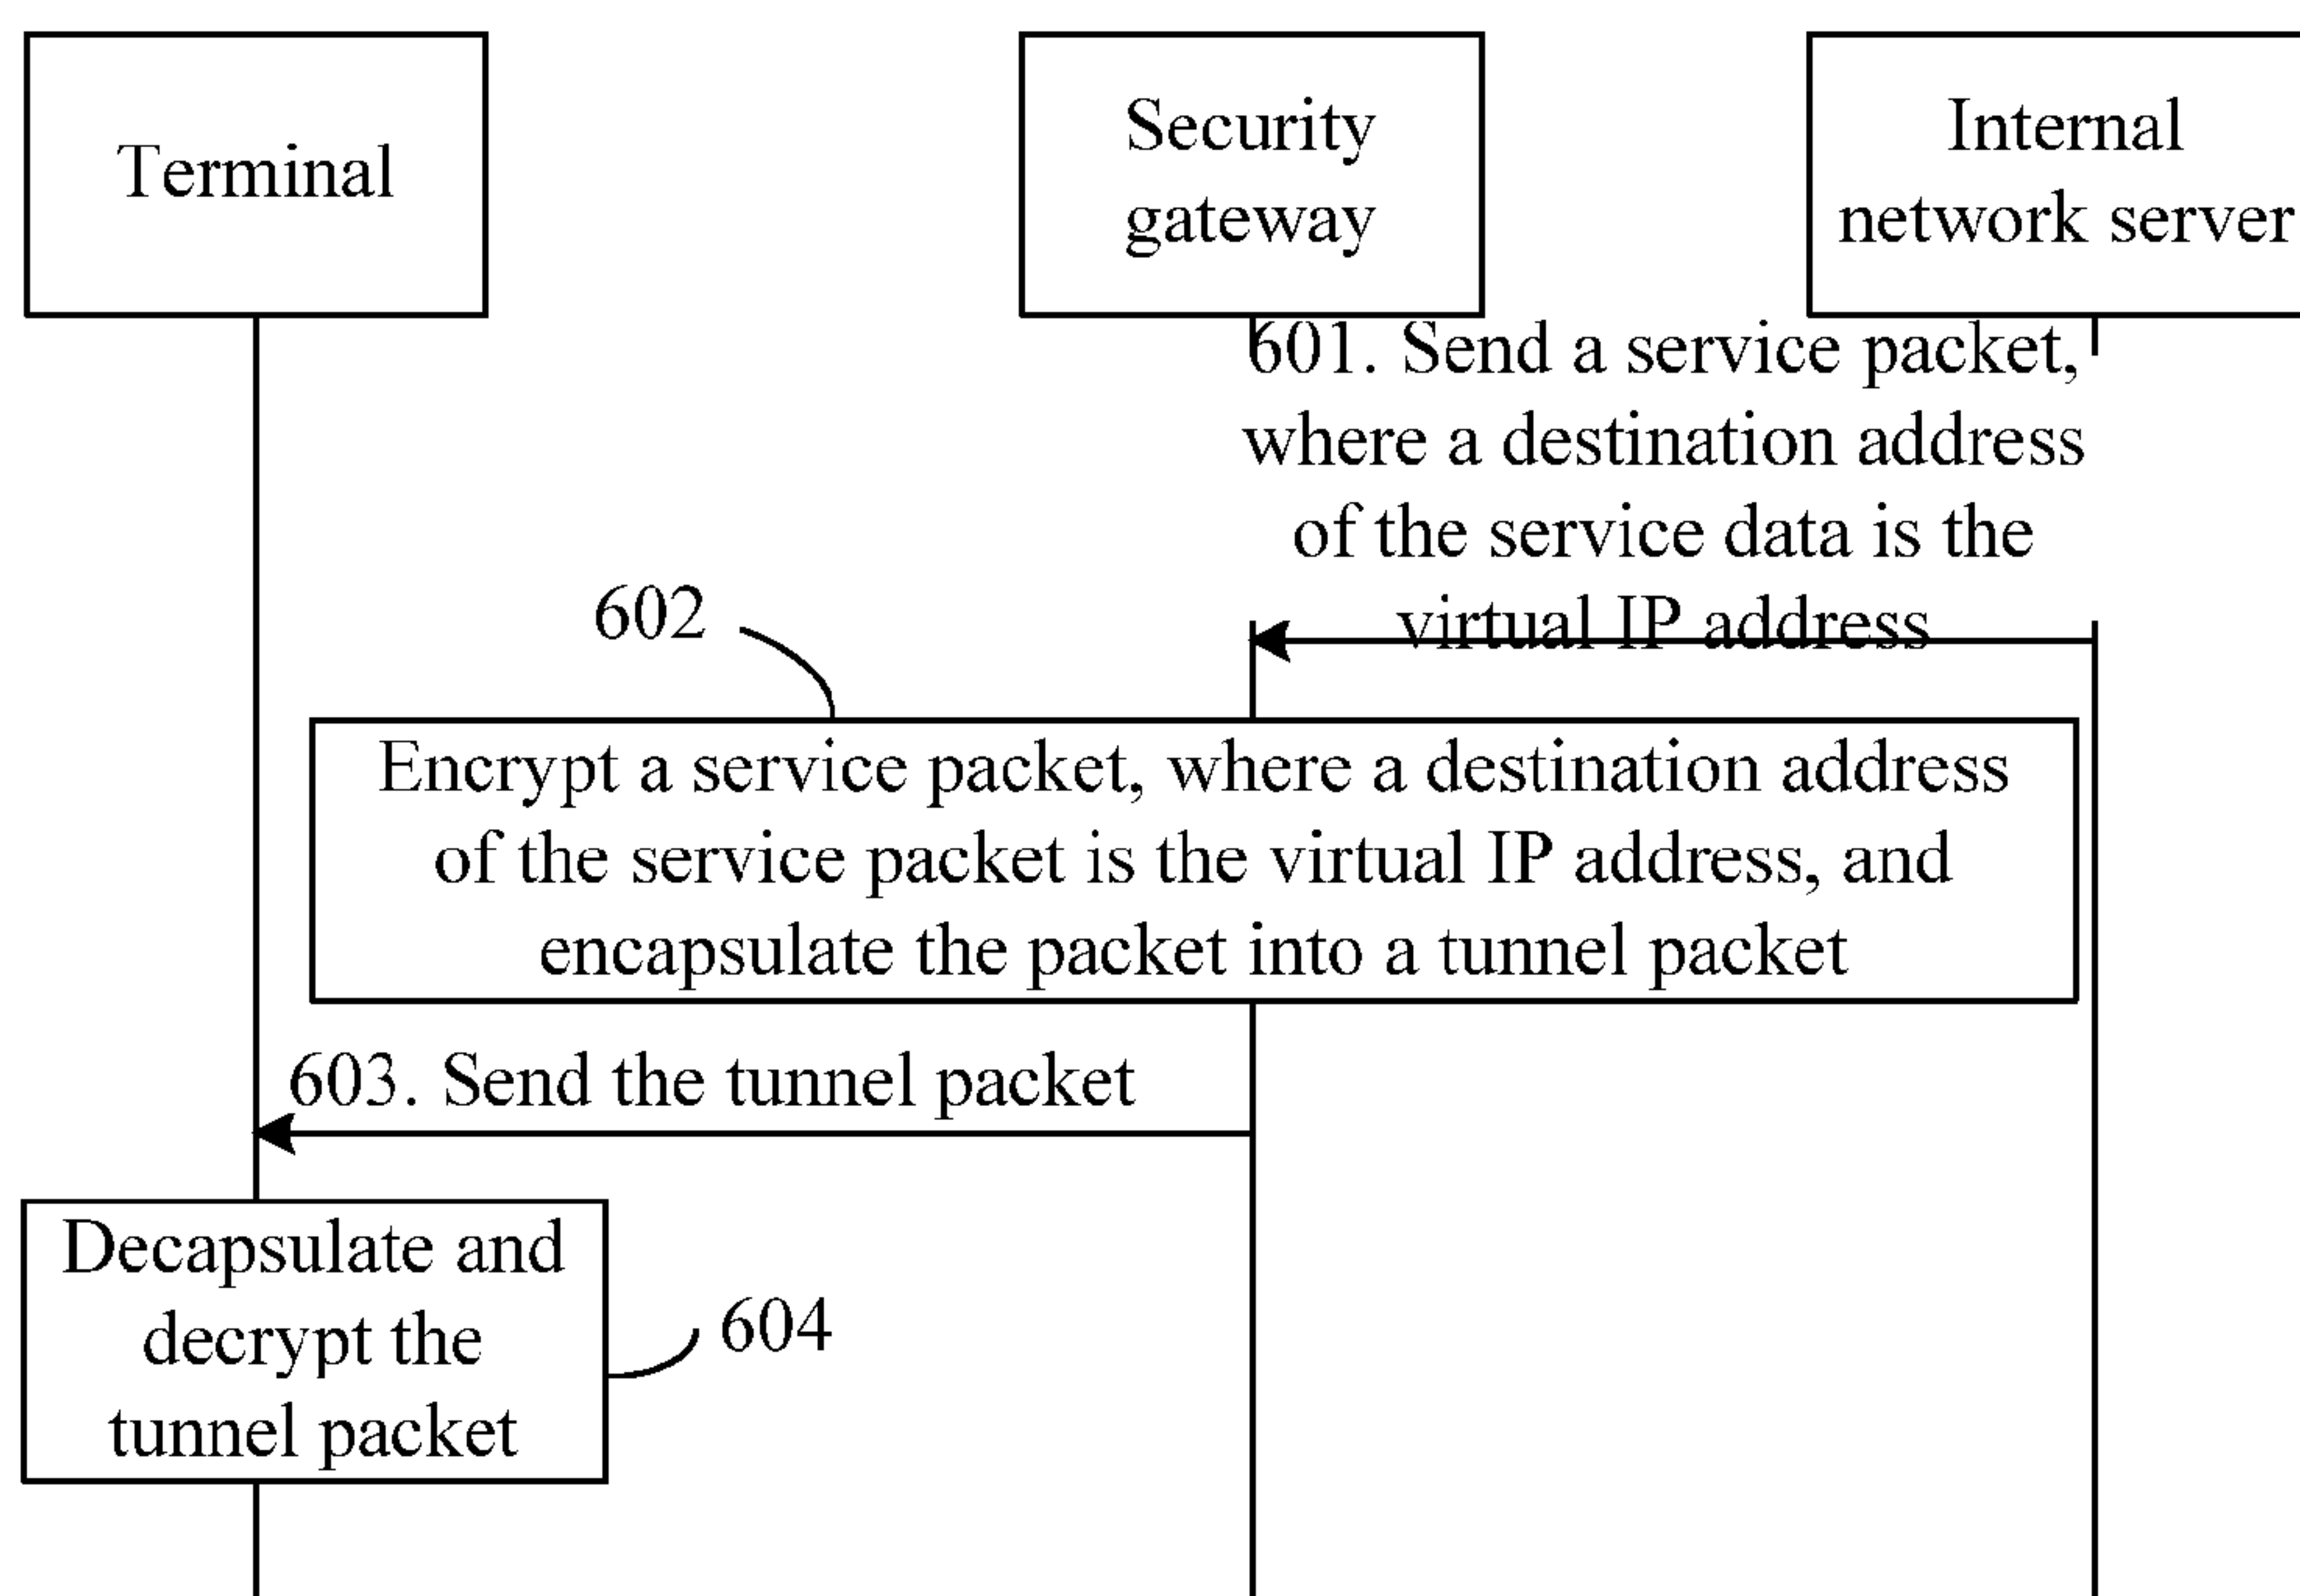 Terminal
Security
gateway
Internal
network server
601. Send a service packet,
where a destination address
of the service data is the
virtual IP address
602
Encrypt a service packet, where a destination address
of the service packet is the virtual IP address, and
encapsulate the packet into a tunnel packet
603. Send the tunnel packet
Decapsulate and
decrypt the
tunnel packet
604